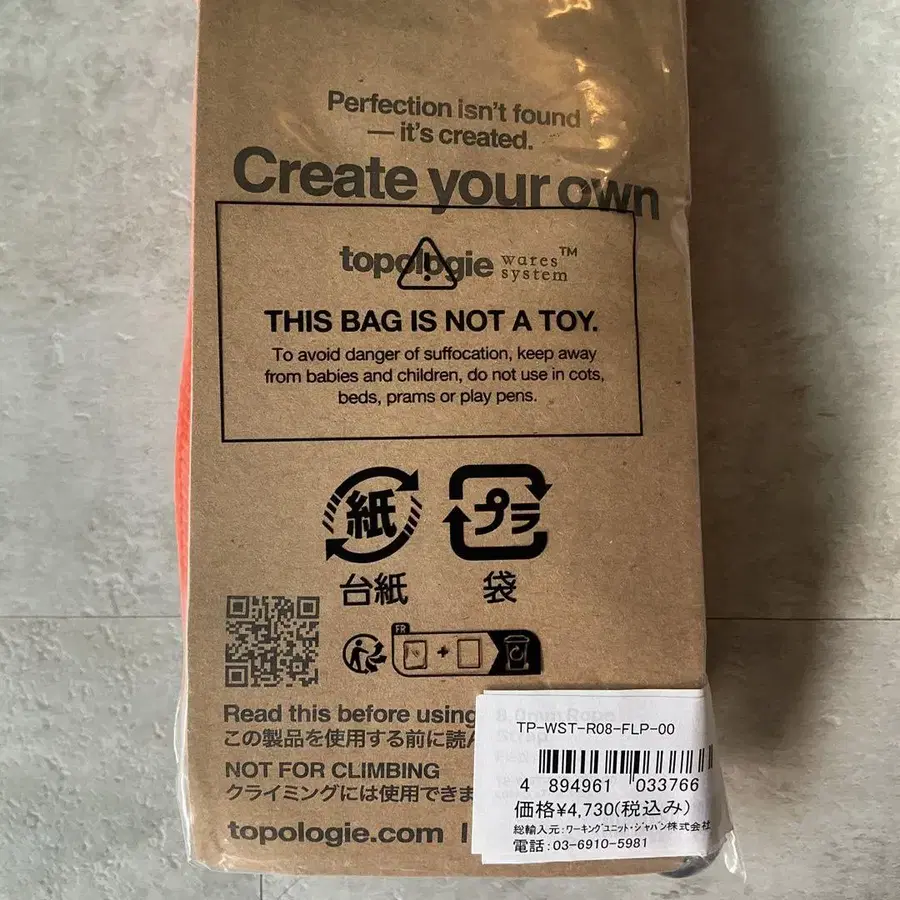 Perfection isn't found
— it's created.
Create your own
topologie wares system™
THIS BAG IS NOT A TOY.
To avoid danger of suffocation, keep away
from babies and children, do not use in cots,
beds, prams or play pens.
紙 プラ
台紙 袋
FR
+
Read this before using 8.0mm Rope
この製品を使用する前に読ん
NOT FOR CLIMBING
クライミングには使用できま
topologie.com |
TP-WST-R08-FLP-00
4 894961 033766
価格¥4,730(税込み)
総輸入元:ワーキングユニット・ジャパン株式会社
電話:03-6910-5981